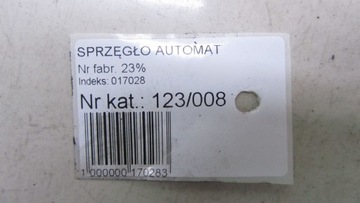 SPRZĘGŁO AUTOMAT
Nr fabr. 23%
Indeks: 017028
Nr kat.: 123/008
1 000000 170283